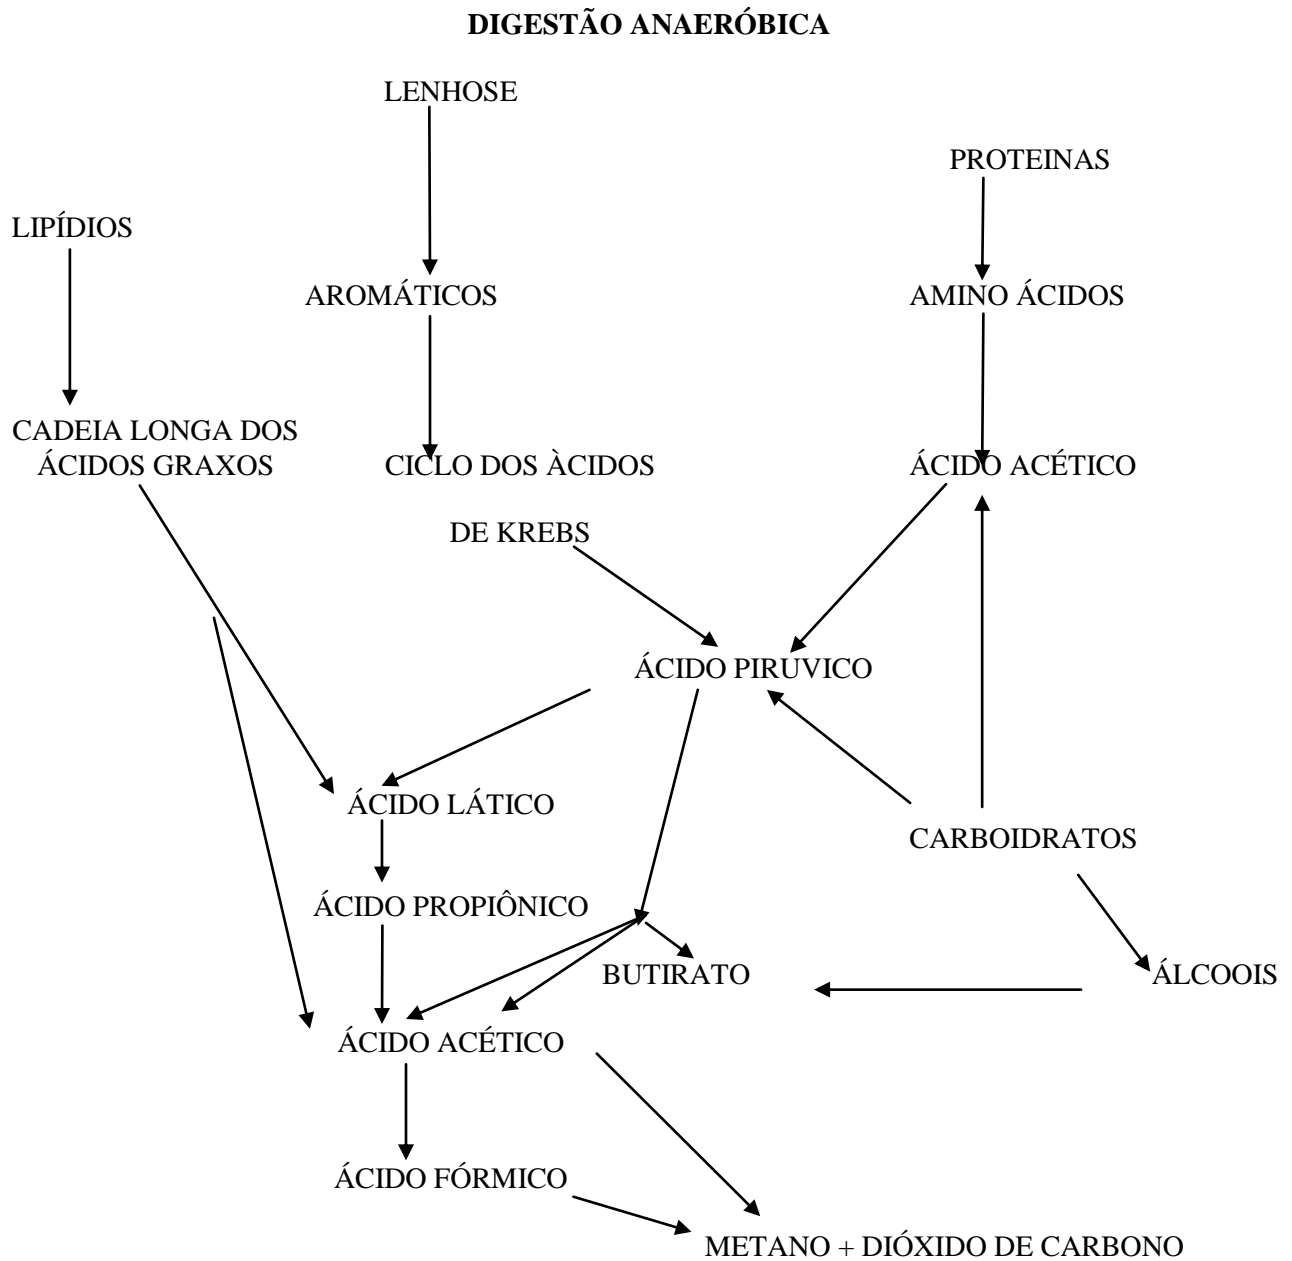 DIGESTÃO ANAERÓBICA
LENHOSE
PROTEINAS
LIPÍDIOS
AROMÁTICOS
AMINO ÁCIDOS
CADEIA LONGA DOS
ÁCIDOS GRAXOS
CICLO DOS ÀCIDOS
ÁCIDO ACÉTICO
DE KREBS
ÁCIDO PIRUVICO
ÁCIDO LÁTICO
CARBOIDRATOS
ÁCIDO PROPIÔNICO
BUTIRATO
ÁLCOOIS
ÁCIDO ACÉTICO
ÁCIDO FÓRMICO
METANO + DIÓXIDO DE CARBONO